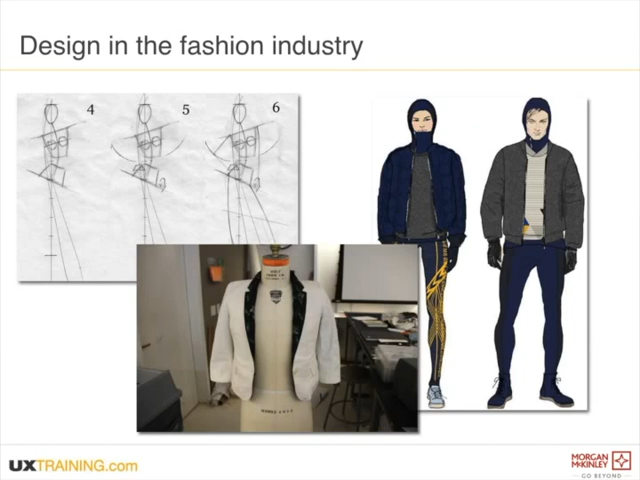 Design in the fashion industry
4 5 6
UXTRAINING.com
MORGAN
McKINLEY
GO BEYOND